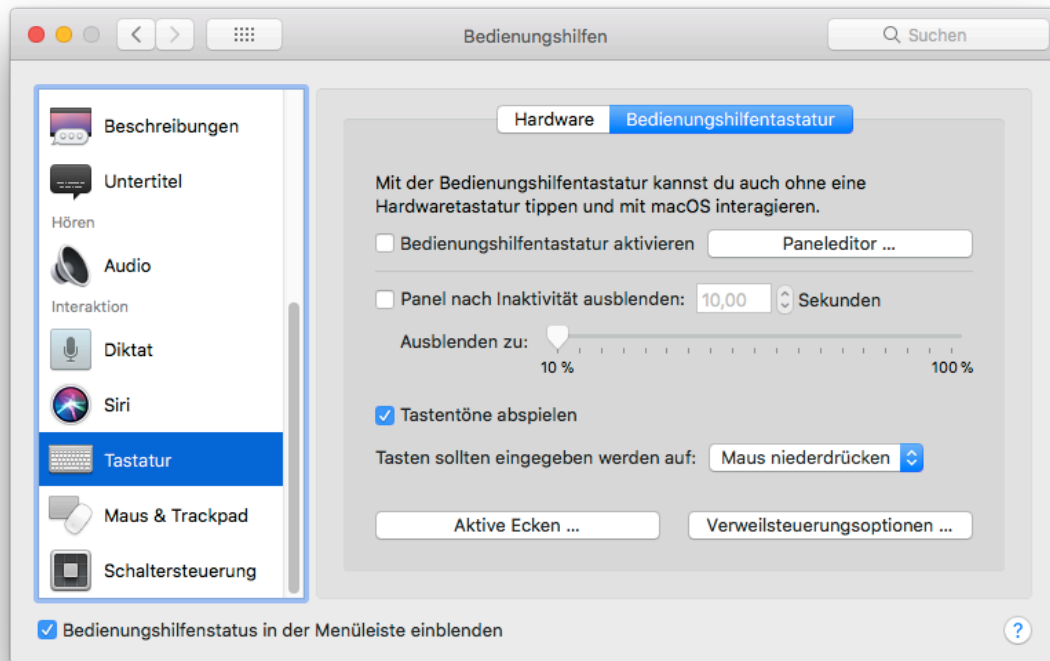 Bedienungshilfen
Suchen
Beschreibungen
Untertitel
Hören
Audio
Interaktion
Diktat
Siri
Tastatur
Maus & Trackpad
Schaltersteuerung
Hardware
Bedienungshilfentastatur
Mit der Bedienungshilfentastatur kannst du auch ohne eine
Hardwaretastatur tippen und mit macOS interagieren.
Bedienungshilfentastatur aktivieren
Paneleditor ...
Panel nach Inaktivität ausblenden: 10,00 Sekunden
Ausblenden zu:
10 % 100 %
Tastentöne abspielen
Tasten sollten eingegeben werden auf: Maus niederdrücken
Aktive Ecken ...
Verweilsteuerungsoptionen ...
Bedienungshilfenstatus in der Menüleiste einblenden
?